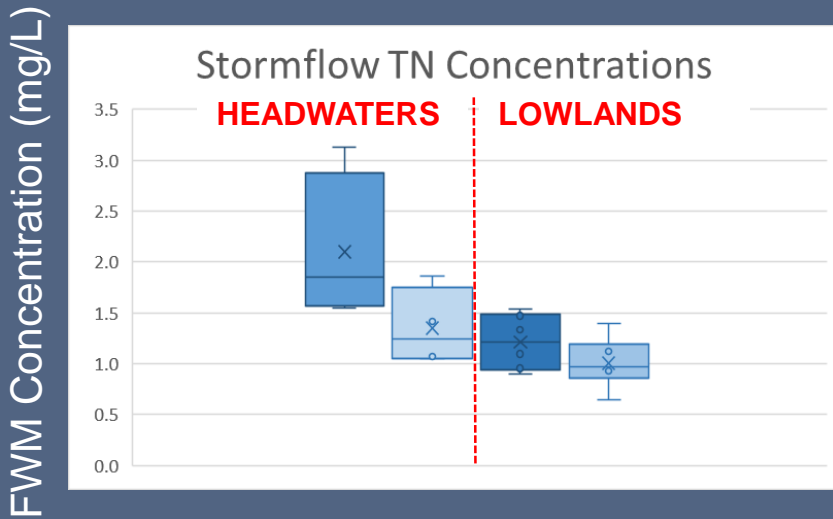 FWM Concentration (mg/L)
Stormflow TN Concentrations
HEADWATERS LOWLANDS
3.5
3.0
2.5
2.0
1.5
1.0
0.5
0.0